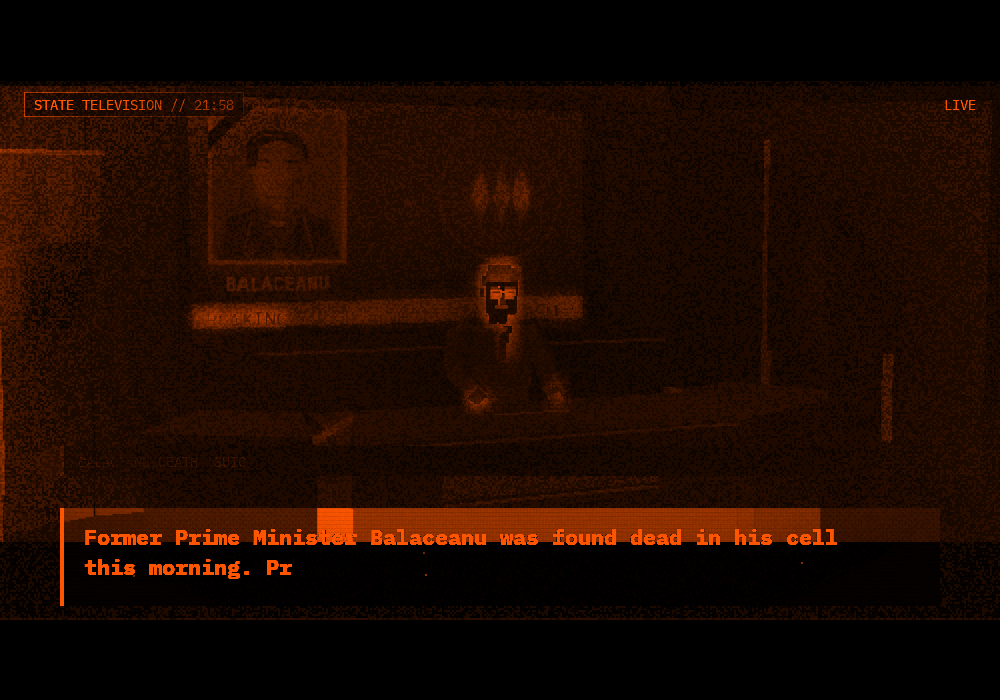 STATE TELEVISION // 21:58
LIVE
BALACEANU
Former Prime Minister Balaceanu was found dead in his cell
this morning. Pr